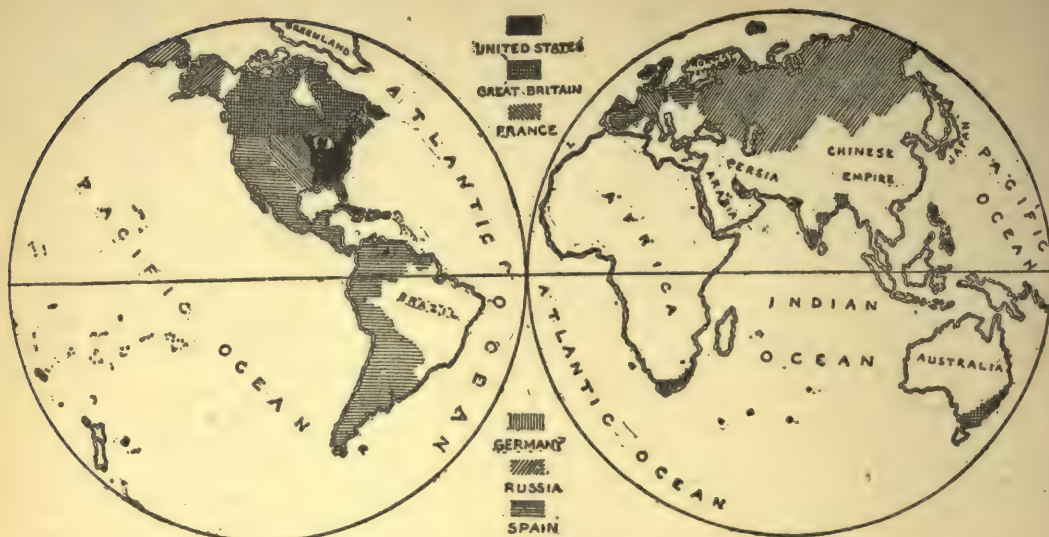 GREENLAND
UNITED STATES
GREAT-BRITAIN
FRANCE
ATLANTIC OCEAN
PACIFIC OCEAN
BRAZIL
GERMANY
RUSSIA
SPAIN
PERSIA
ARABIA
CHINESE
EMPIRE
JAPAN
PACIFIC
OCEAN
AFRICA
INDIAN
OCEAN
AUSTRALIA
ATLANTIC-OCEAN